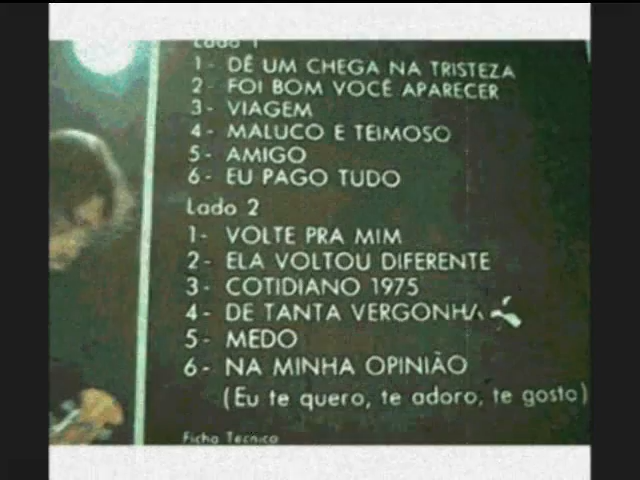 Lado 1
1- DÊ UM CHEGA NA TRISTEZA
2- FOI BOM VOCÊ APARECER
3- VIAGEM
4- MALUCO E TEIMOSO
5- AMIGO
6- EU PAGO TUDO
Lado 2
1- VOLTE PRA MIM
2- ELA VOLTOU DIFERENTE
3- COTIDIANO 1975
4- DE TANTA VERGONHA
5- MEDO
6- NA MINHA OPINIÃO
(Eu te quero, te adoro, te gosto)
Ficha Técnica